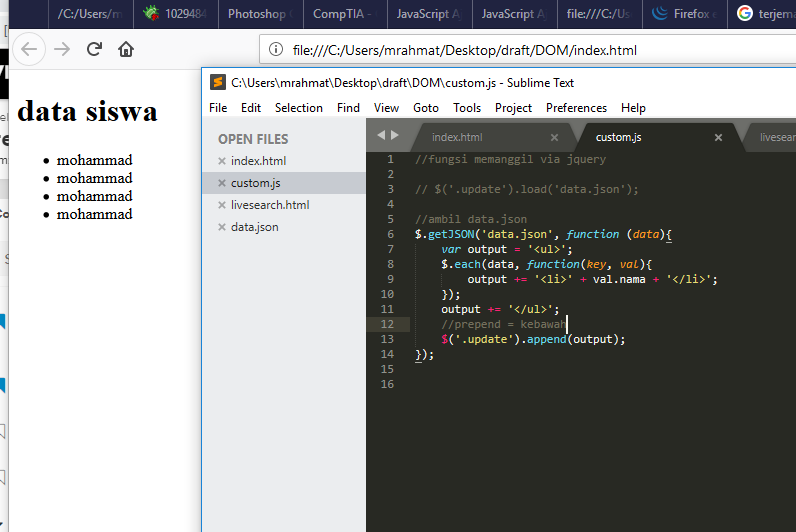 /C:/Users/m
1029484
Photoshop
CompTIA -
JavaScript A
JavaScript A
file:///C:/Us
Firefox
terjem
file:///C:/Users/mrahmat/Desktop/draft/DOM/index.html
data siswa
• mohammad
• mohammad
• mohammad
• mohammad
C:\Users\mrahmat\Desktop\draft\DOM\custom.js - Sublime Text
File Edit Selection Find View Goto Tools Project Preferences Help
OPEN FILES
index.html
custom.js
livesearch.html
data.json
index.html
custom.js
livesear
1 //fungsi memanggil via jquery
2
3 // $('.update').load('data.json');
4
5 //ambil data.json
6 $.getJSON('data.json', function (data){
7 var output = '<ul>';
8 $.each(data, function(key, val){
9 output += '<li>' + val.nama + '</li>';
10 });
11 output += '</ul>';
12 //prepend = kebawah
13 $('.update').append(output);
14 });
15
16